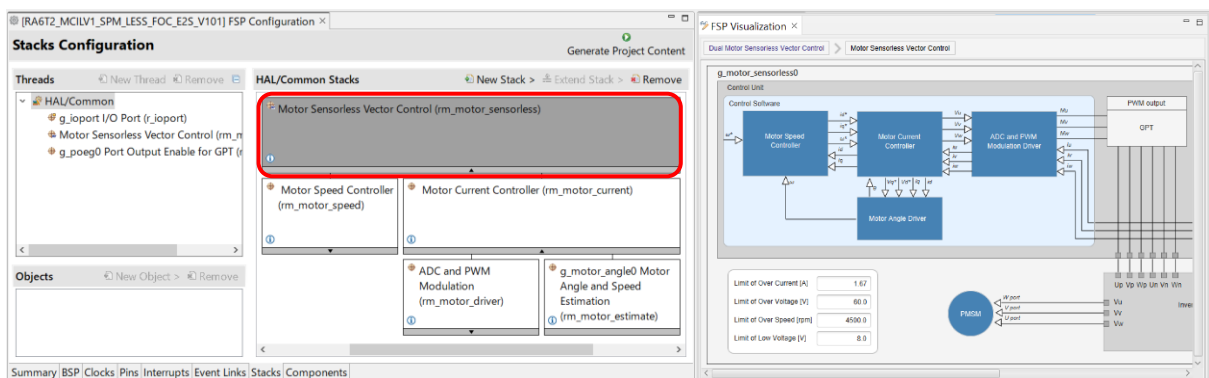 [RA6T2_MCILV1_SPM_LESS_FOC_E2S_V101] FSP Configuration ×
Stacks Configuration
Generate Project Content
Threads
New Thread
Remove
HAL/Common
g_ioport I/O Port (r_ioport)
Motor Sensorless Vector Control (rm_m
g_poeg0 Port Output Enable for GPT (r
Objects
New Object >
Remove
HAL/Common Stacks
New Stack >
Extend Stack >
Remove
Motor Sensorless Vector Control (rm_motor_sensorless)
Motor Speed Controller
(rm_motor_speed)
Motor Current Controller (rm_motor_current)
ADC and PWM
Modulation
(rm_motor_driver)
g_motor_angle0 Motor
Angle and Speed
Estimation
(rm_motor_estimate)
Summary BSP Clocks Pins Interrupts Event Links Stacks Components
FSP Visualization ×
Dual Motor Sensorless Vector Control
Motor Sensorless Vector Control
g_motor_sensorless0
Control Unit
Control Software
Motor Speed
Controller
Motor Current
Controller
ADC and PWM
Modulation Driver
Motor Angle Driver
PWM output
GPT
Limit of Over Current [A] 1.67
Limit of Over Voltage [V] 60.0
Limit of Over Speed [rpm] 4500.0
Limit of Low Voltage [V] 8.0
PMSM
W port
V port
U port
Up Vp Wp Un Vn Wn
Vu
Vv
Vw
Inver